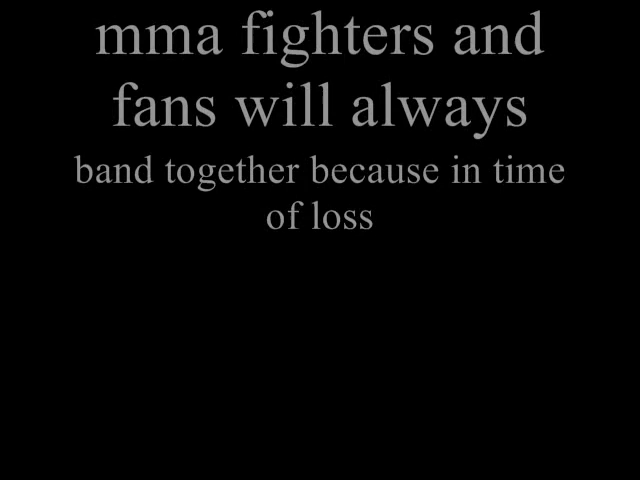 mma fighters and
fans will always
band together because in time
of loss